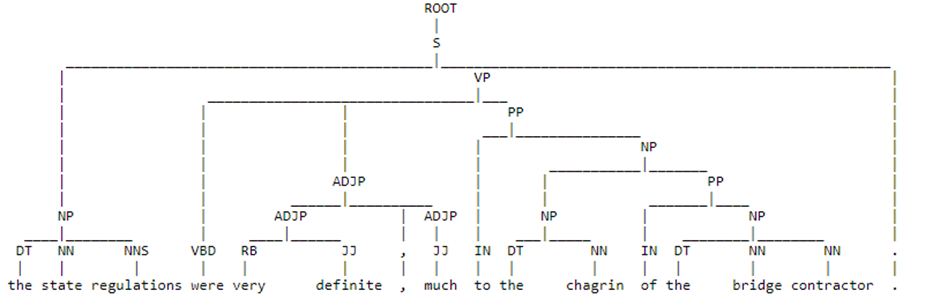 ROOT
S
VP
PP
NP
ADJP PP
NP ADJP ADJP NP NP
DT NN NNS VBD RB JJ , JJ IN DT NN IN DT NN NN .
the state regulations were very definite , much to the chagrin of the bridge contractor .